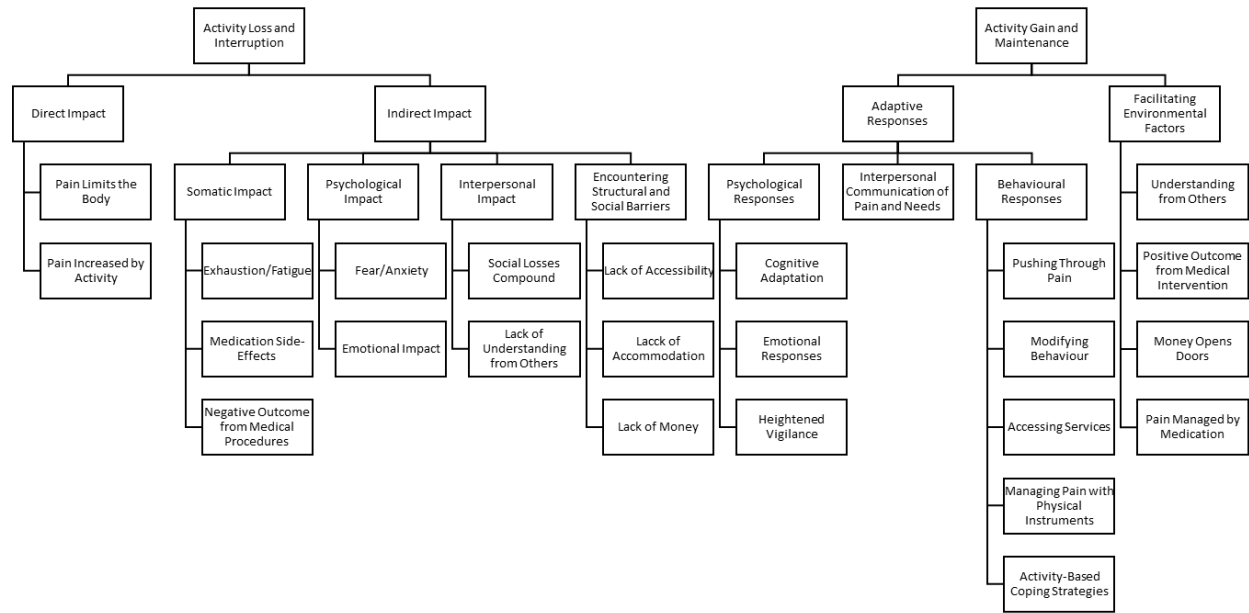 Activity Loss and
Interruption
Activity Gain and
Maintenance
Direct Impact
Indirect Impact
Adaptive
Responses
Facilitating
Environmental
Factors
Pain Limits the
Body
Pain Increased by
Activity
Somatic Impact
Exhaustion/Fatigue
Medication Side-
Effects
Negative Outcome
from Medical
Procedures
Psychological
Impact
Fear/Anxiety
Emotional Impact
Interpersonal
Impact
Social Losses
Compound
Lack of
Understanding
from Others
Encountering
Structural and
Social Barriers
Lack of Accessibility
Lacck of
Accommodation
Lack of Money
Psychological
Responses
Cognitive
Adaptation
Emotional
Responses
Heightened
Vigilance
Interpersonal
Communication of
Pain and Needs
Behavioural
Responses
Pushing Through
Pain
Modifying
Behaviour
Accessing Services
Managing Pain with
Physical
Instruments
Activity-Based
Coping Strategies
Understanding
from Others
Positive Outcome
from Medical
Intervention
Money Opens
Doors
Pain Managed by
Medication